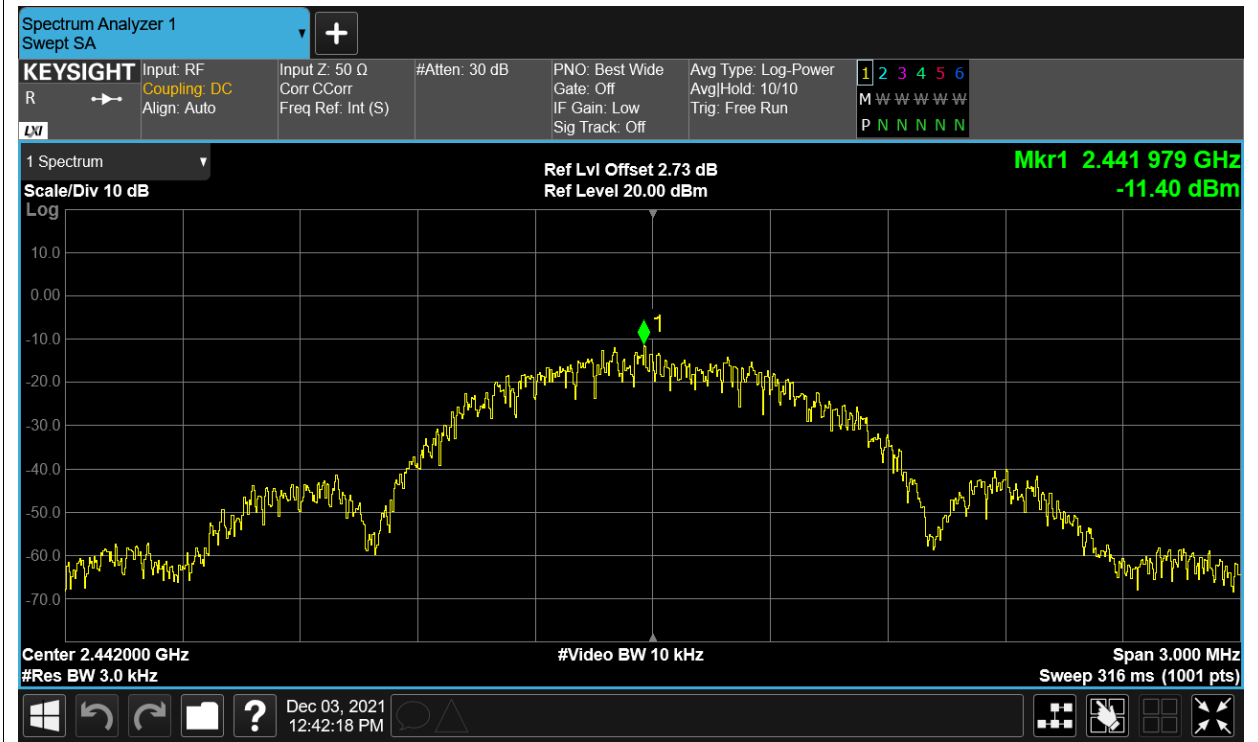 Spectrum Analyzer 1
Swept SA
KEYSIGHT
R
LXI
Input: RF
Coupling: DC
Align: Auto
Input Z: 50 Ω
Corr CCorr
Freq Ref: Int (S)
#Atten: 30 dB
PNO: Best Wide
Gate: Off
IF Gain: Low
Sig Track: Off
Avg Type: Log-Power
Avg|Hold: 10/10
Trig: Free Run
1 2 3 4 5 6
M W W W W W
P N N N N N
1 Spectrum
Scale/Div 10 dB
Log
Ref Lvl Offset 2.73 dB
Ref Level 20.00 dBm
Mkr1 2.441 979 GHz
-11.40 dBm
10.0
0.00
-10.0
-20.0
-30.0
-40.0
-50.0
-60.0
-70.0
1
Center 2.442000 GHz
#Res BW 3.0 kHz
#Video BW 10 kHz
Span 3.000 MHz
Sweep 316 ms (1001 pts)
?
Dec 03, 2021
12:42:18 PM